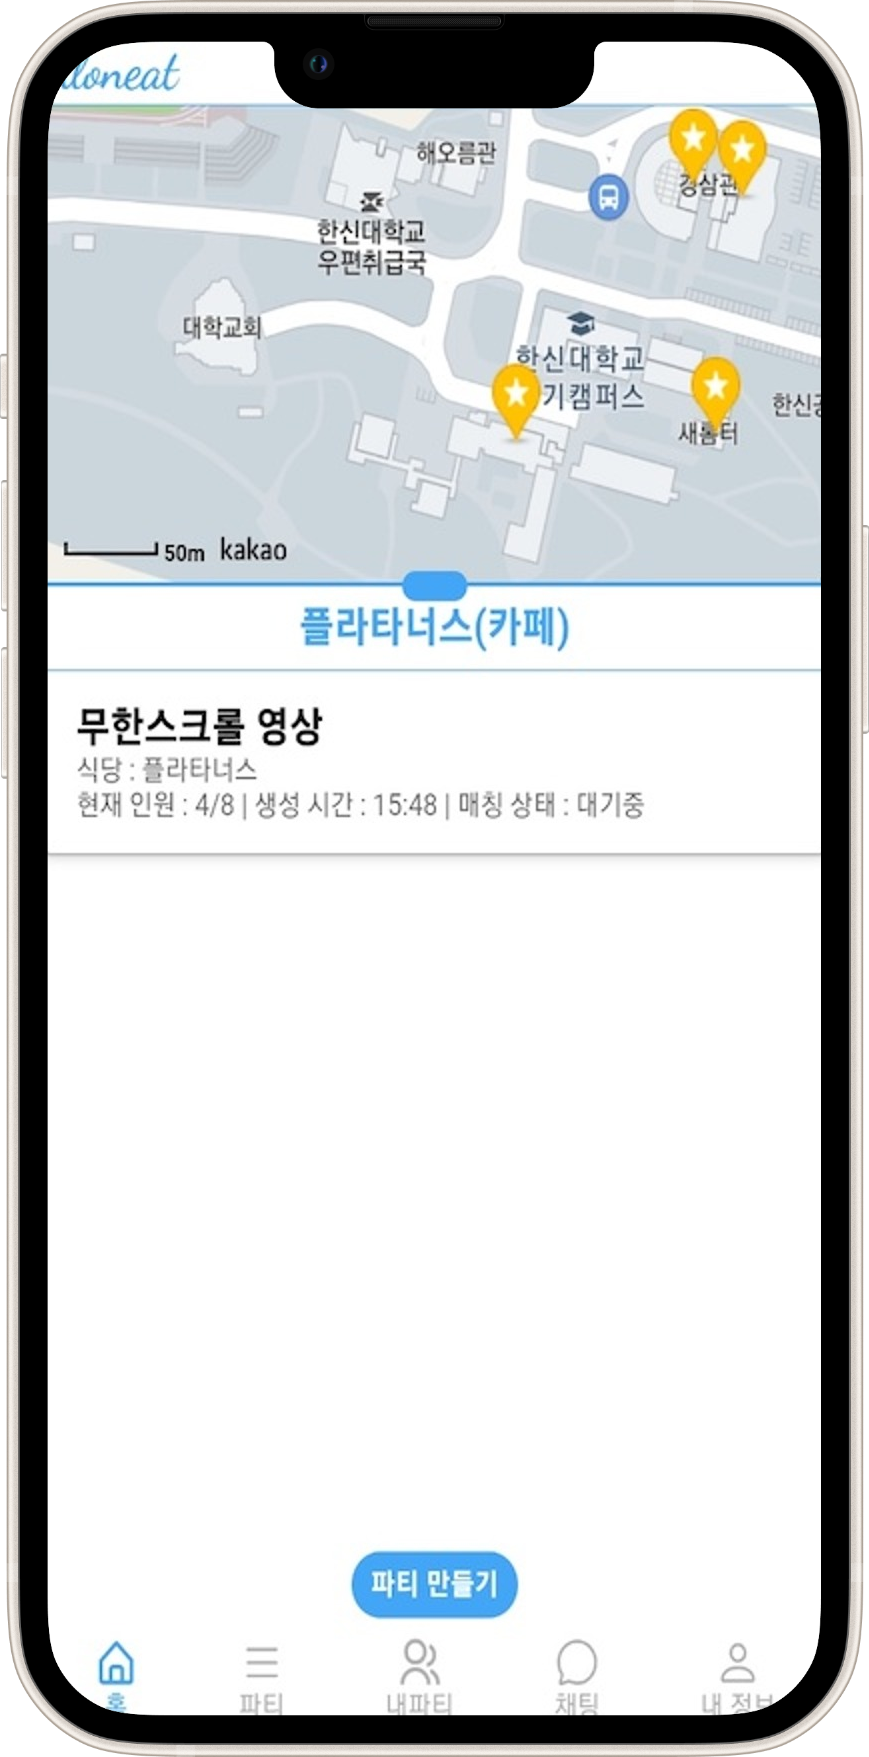 doneat
해오름관
경삼관
한신대학교
우편취급국
대학교회
한신대학교
기캠퍼스
새롬터
한신공
50m kakao
플라타너스(카페)
무한스크롤 영상
식당 : 플라타너스
현재 인원 : 4/8 | 생성 시간 : 15:48 | 매칭 상태 : 대기중
파티 만들기
홈 파티 내파티 채팅 내 정보